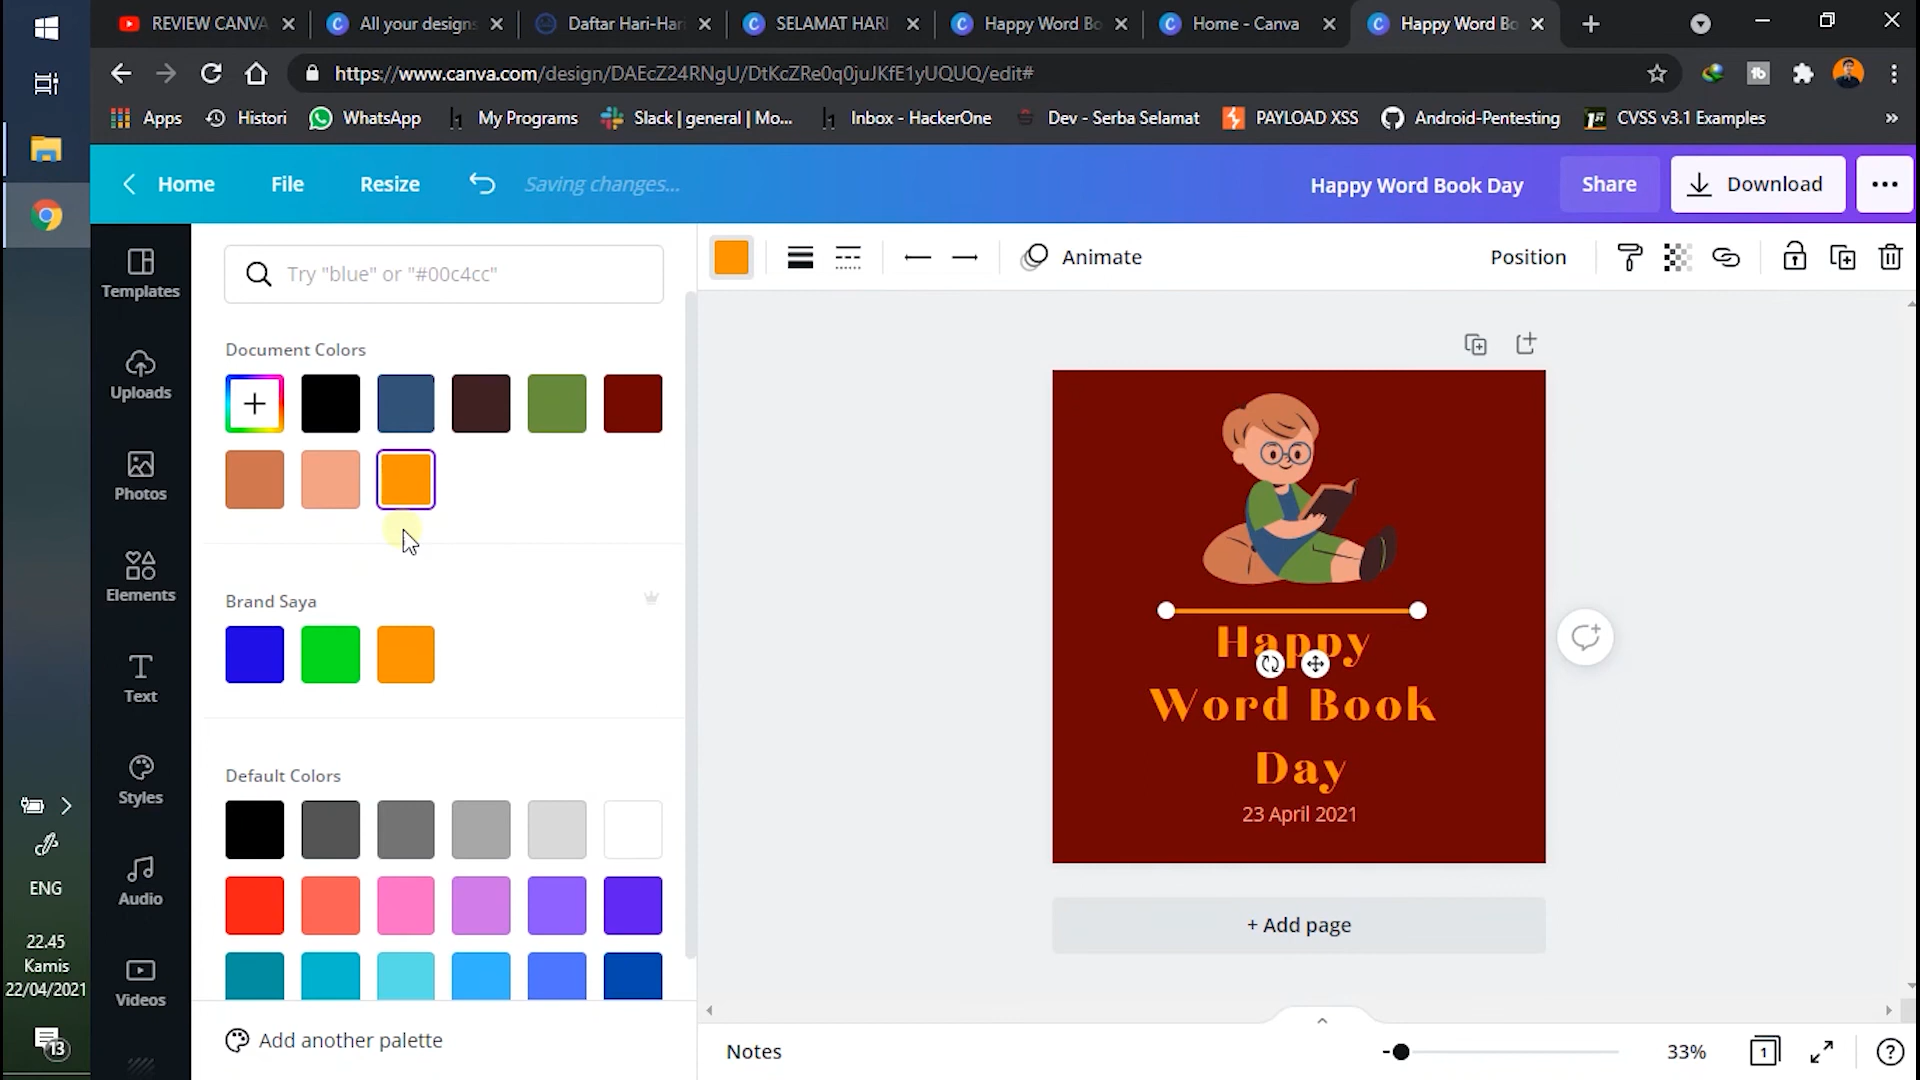 REVIEW CANVA
All your designs
Daftar Hari-Hari
SELAMAT HARI
Happy Word Bo
Home - Canva
Happy Word Bo
https://www.canva.com/design/DAEcZ24RNgU/DtKcZRe0q0juJKfE1yUQUQ/edit#
Apps
Histori
WhatsApp
My Programs
Slack | general | Mo...
Inbox - HackerOne
Dev - Serba Selamat
PAYLOAD XSS
Android-Pentesting
CVSS v3.1 Examples
»
Home
File
Resize
Saving changes...
Happy Word Book Day
Share
Download
Templates
Uploads
Photos
Elements
Text
Styles
Audio
Videos
Try "blue" or "#00c4cc"
Document Colors
Brand Saya
Default Colors
Add another palette
Animate
Position
Happy
Word Book
Day
23 April 2021
+ Add page
Notes
33%
1
?
ENG
22.45
Kamis
22/04/2021
13